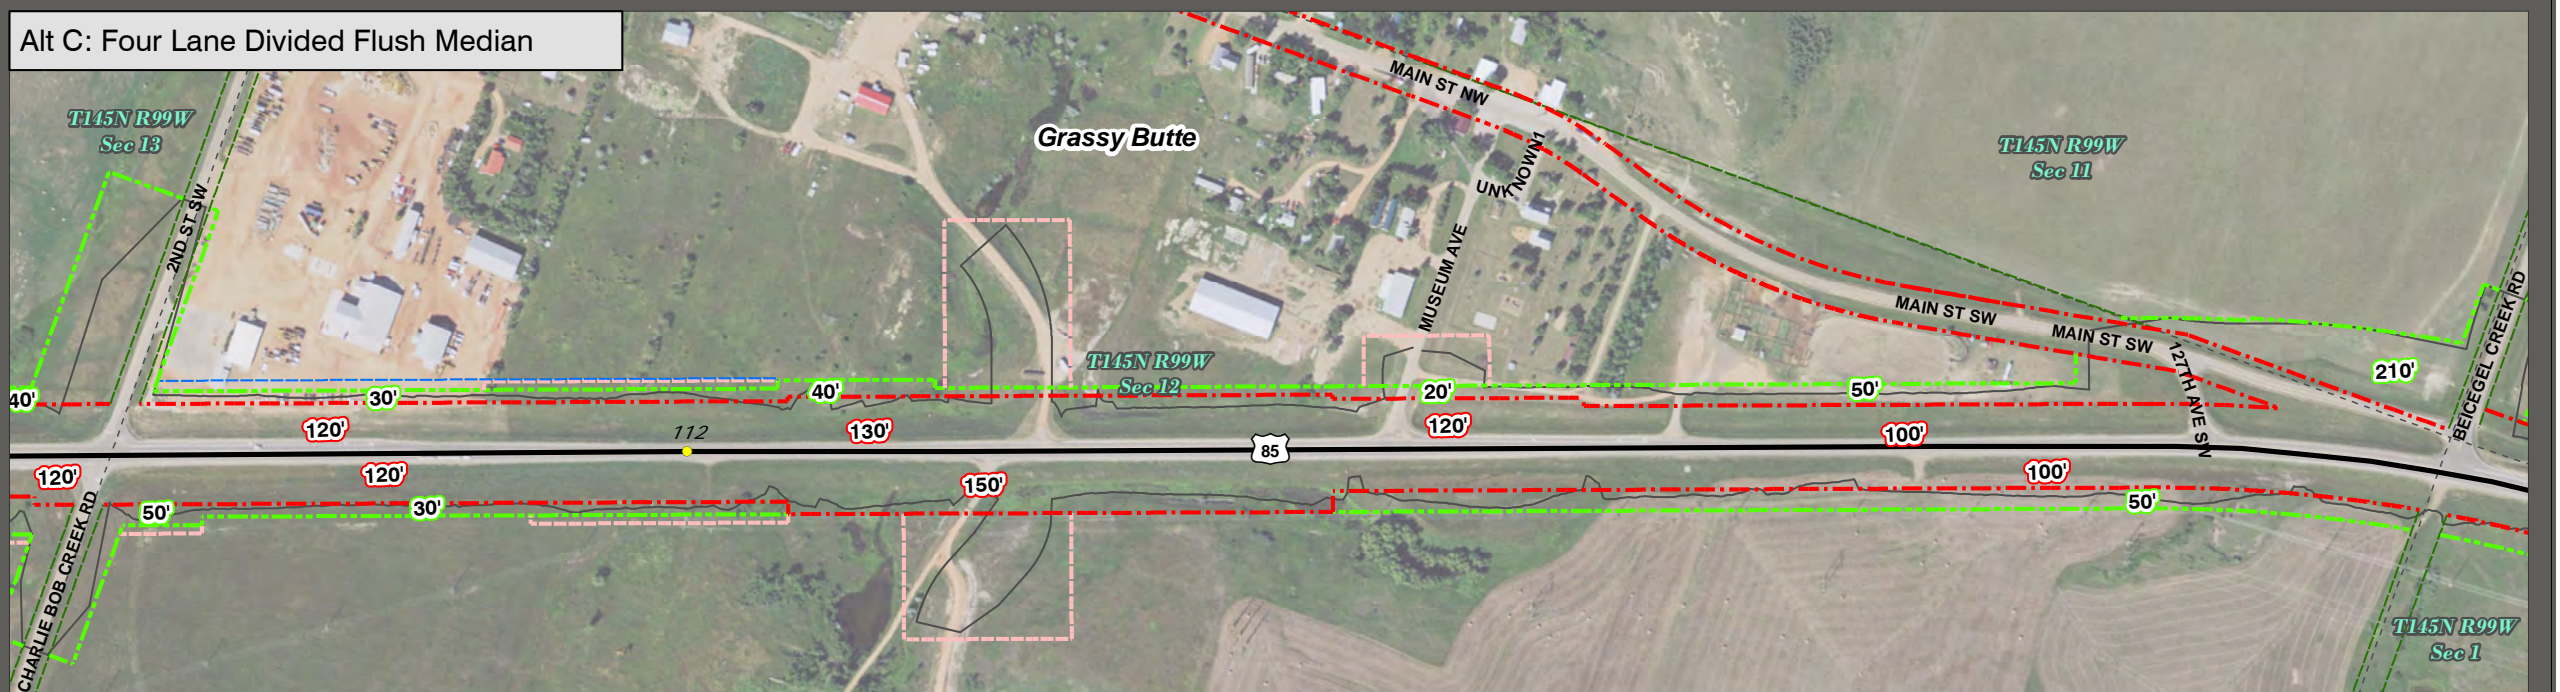 Alt C: Four Lane Divided Flush Median
MAIN ST NW
T145N R99W
Sec 13
Grassy Butte
T145N R99W
Sec 11
UNKNOWN1
2ND ST SW
MUSEUM AVE
MAIN ST SW
MAIN ST SW
127TH AVE SW
BEICEGEL CREEK RD
T145N R99W
Sec 12
210'
40'
30'
40'
20'
50'
120'
112
130'
120'
100'
85
120'
120'
150'
100'
50'
30'
50'
CHARLIE BOB CREEK RD
T145N R99W
Sec 1